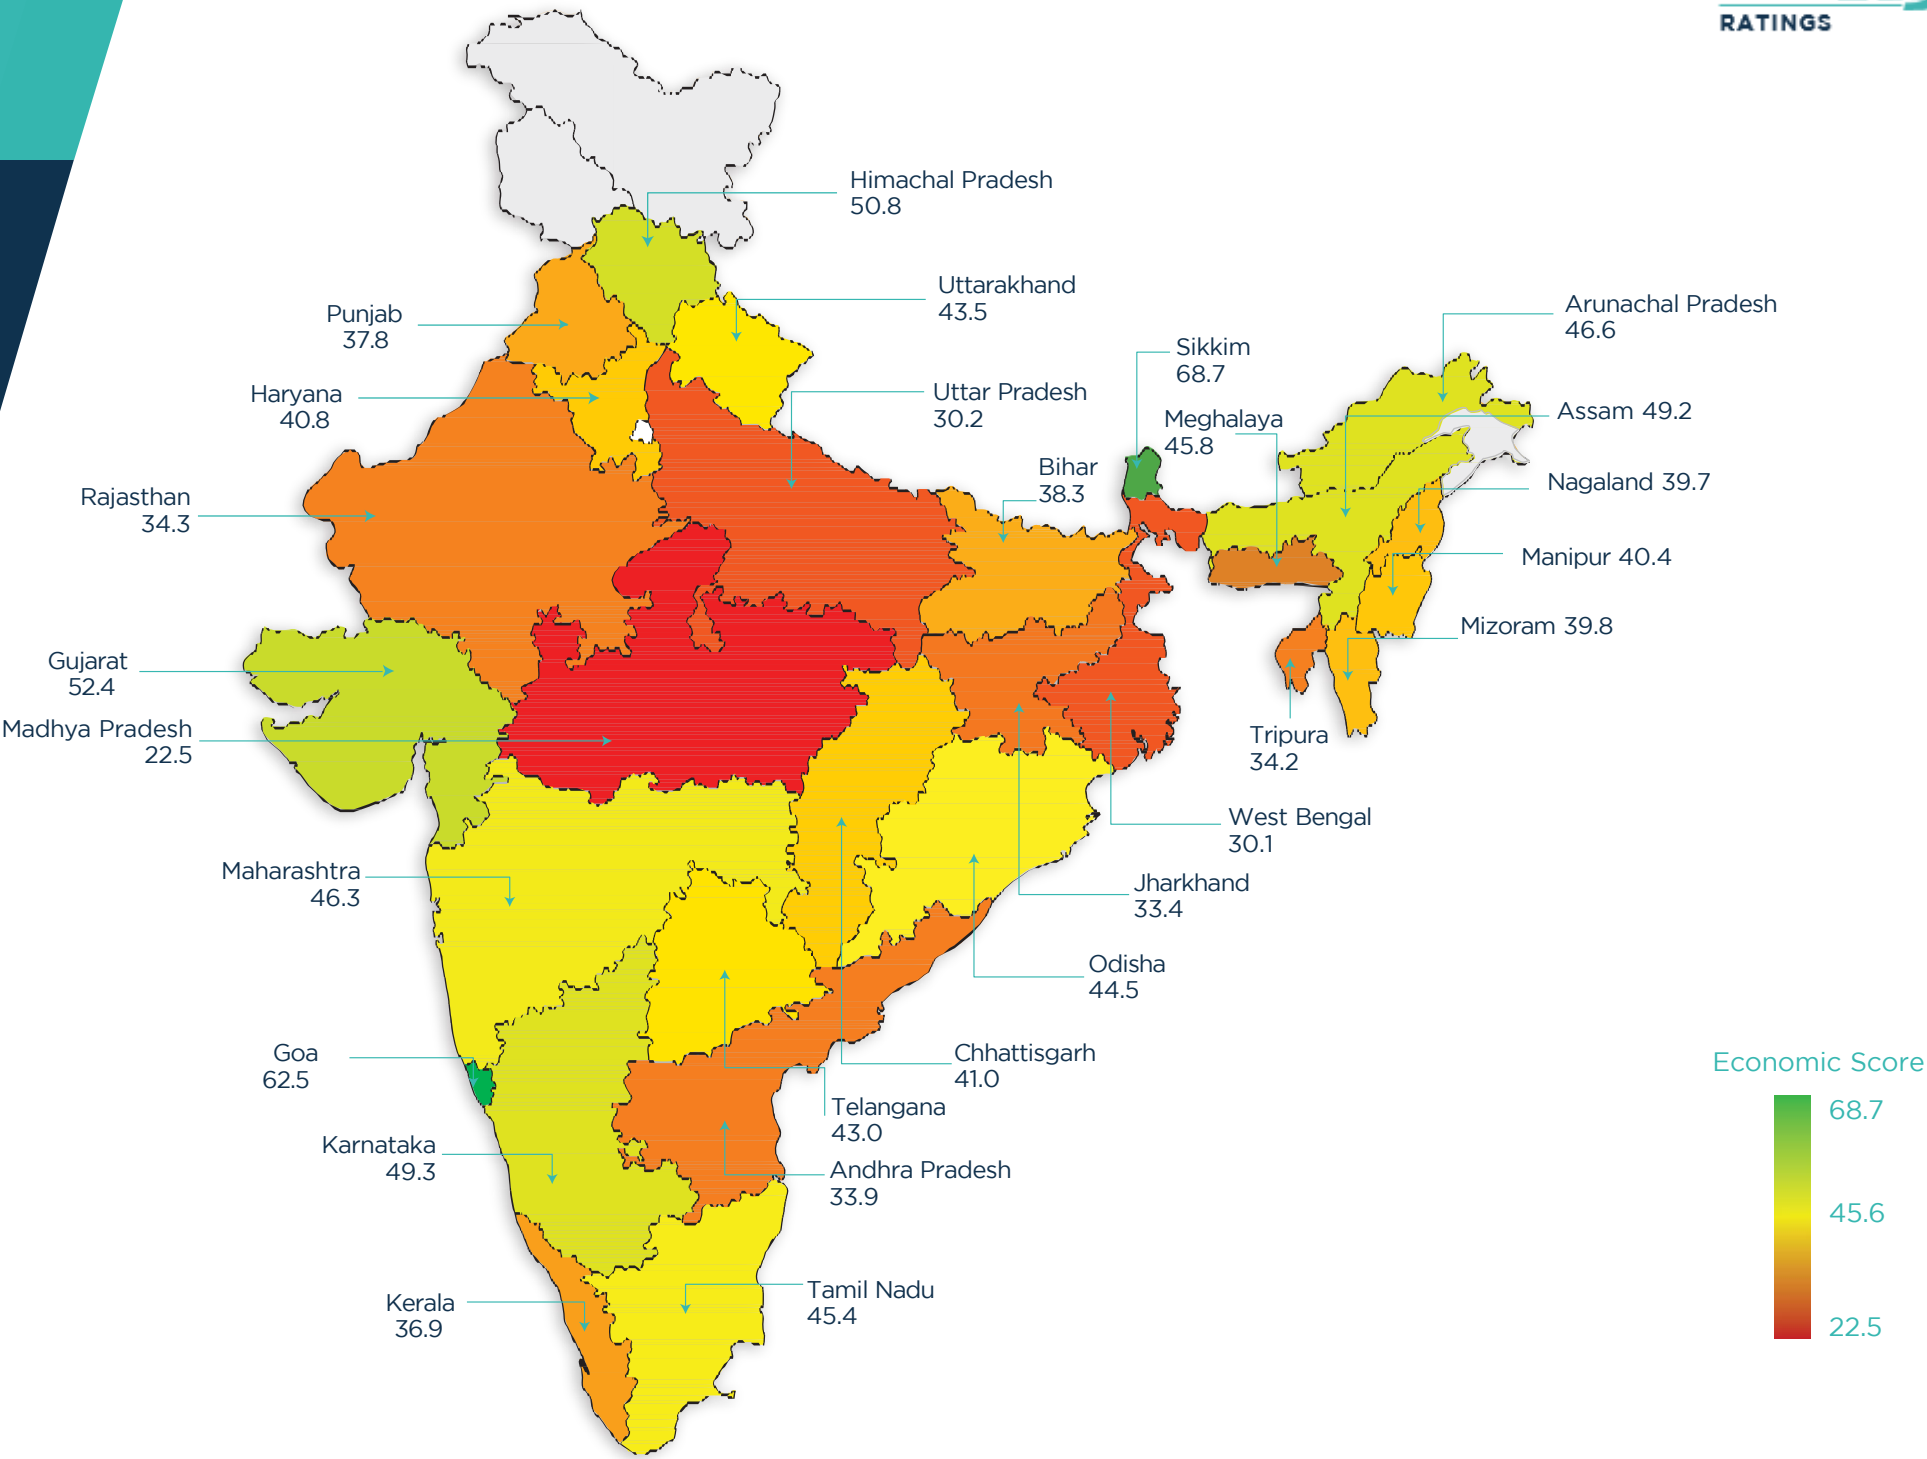 RATINGS
Himachal Pradesh
50.8
Uttarakhand
43.5
Punjab
37.8
Arunachal Pradesh
46.6
Sikkim
68.7
Haryana
40.8
Uttar Pradesh
30.2
Meghalaya
45.8
Assam 49.2
Bihar
38.3
Nagaland 39.7
Rajasthan
34.3
Manipur 40.4
Mizoram 39.8
Gujarat
52.4
Madhya Pradesh
22.5
Tripura
34.2
West Bengal
30.1
Maharashtra
46.3
Jharkhand
33.4
Odisha
44.5
Goa
62.5
Chhattisgarh
41.0
Telangana
43.0
Karnataka
49.3
Andhra Pradesh
33.9
Kerala
36.9
Tamil Nadu
45.4
Economic Score
68.7
45.6
22.5